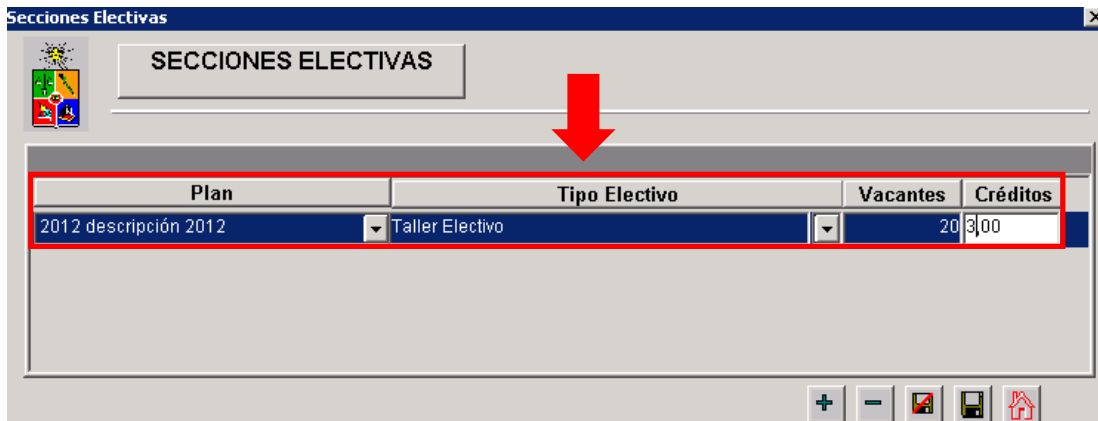 Secciones Electivas
SECCIONES ELECTIVAS
Plan Tipo Electivo Vacantes Créditos
2012 descripción 2012 Taller Electivo 20 3,00